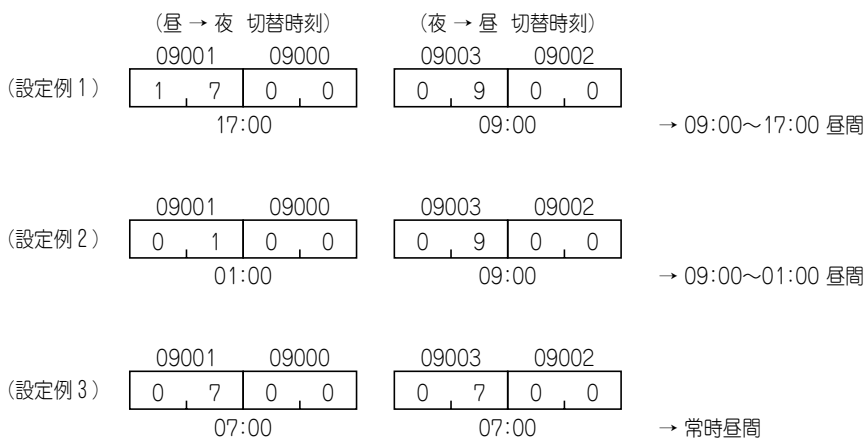 （昼 → 夜 切替時刻） （夜 → 昼 切替時刻）
09001 09000 09003 09002
（設定例1） 1 7 0 0 0 9 0 0
17:00 09:00 → 09:00〜17:00 昼間
09001 09000 09003 09002
（設定例2） 0 1 0 0 0 9 0 0
01:00 09:00 → 09:00〜01:00 昼間
09001 09000 09003 09002
（設定例3） 0 7 0 0 0 7 0 0
07:00 07:00 → 常時昼間